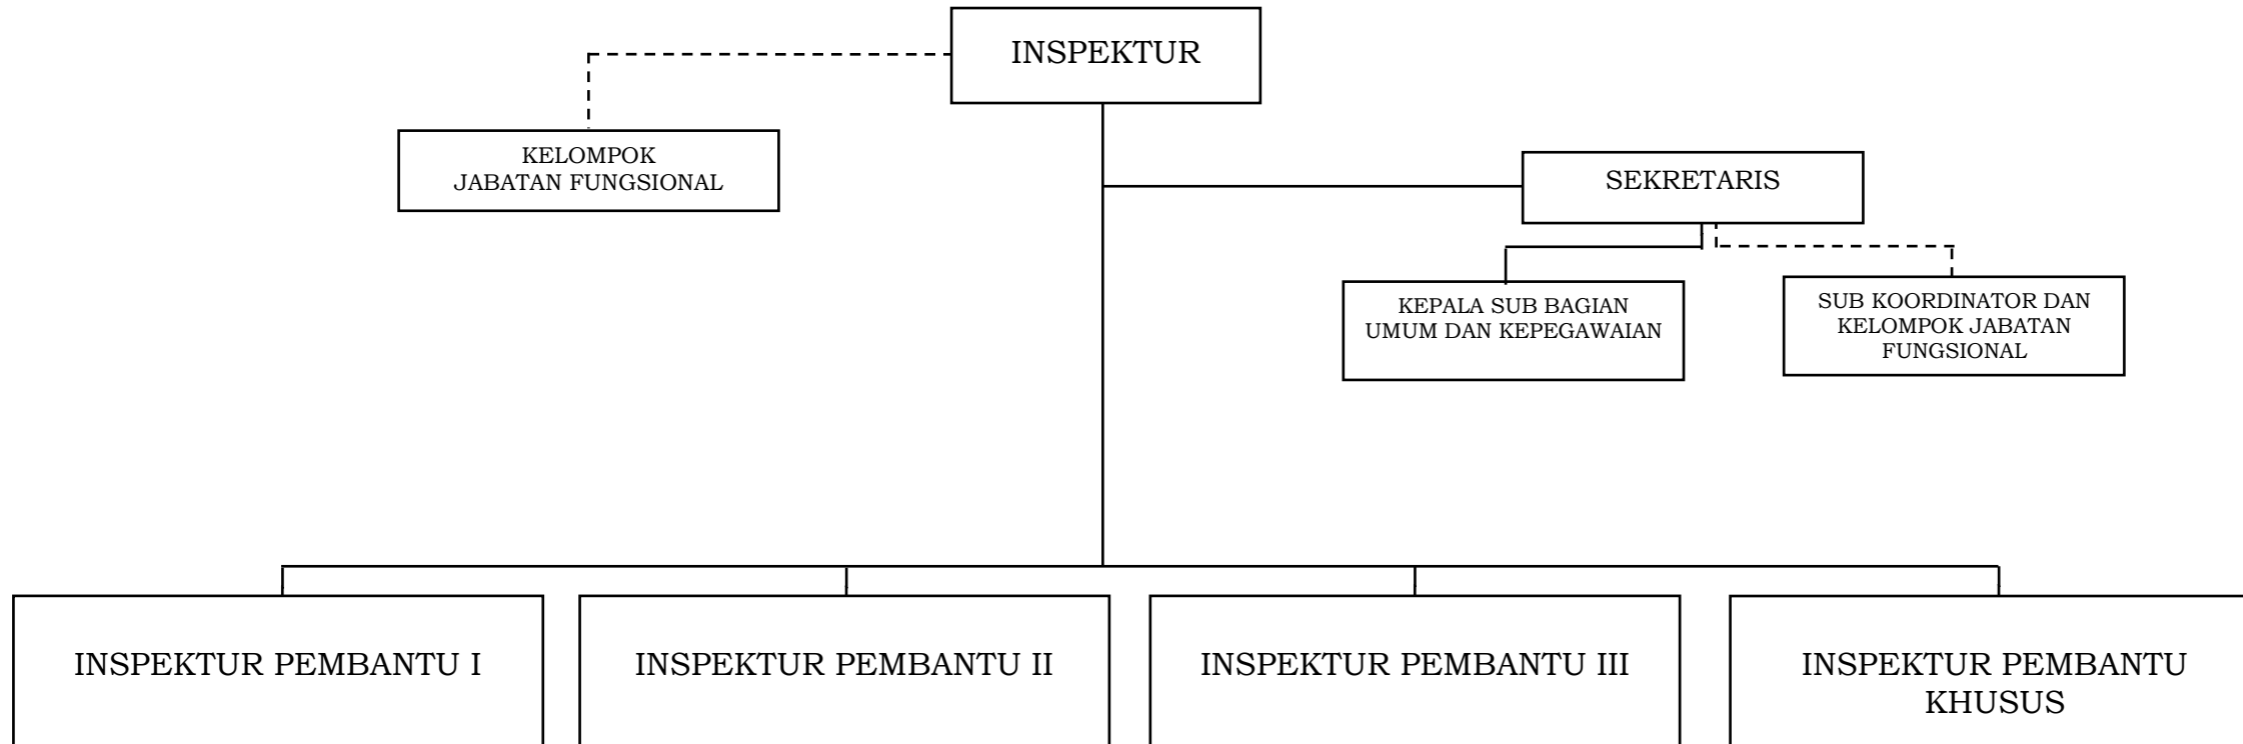 INSPEKTUR
KELOMPOK
JABATAN FUNGSIONAL
SEKRETARIS
KEPALA SUB BAGIAN
UMUM DAN KEPEGAWAIAN
SUB KOORDINATOR DAN
KELOMPOK JABATAN
FUNGSIONAL
INSPEKTUR PEMBANTU I
INSPEKTUR PEMBANTU II
INSPEKTUR PEMBANTU III
INSPEKTUR PEMBANTU
KHUSUS